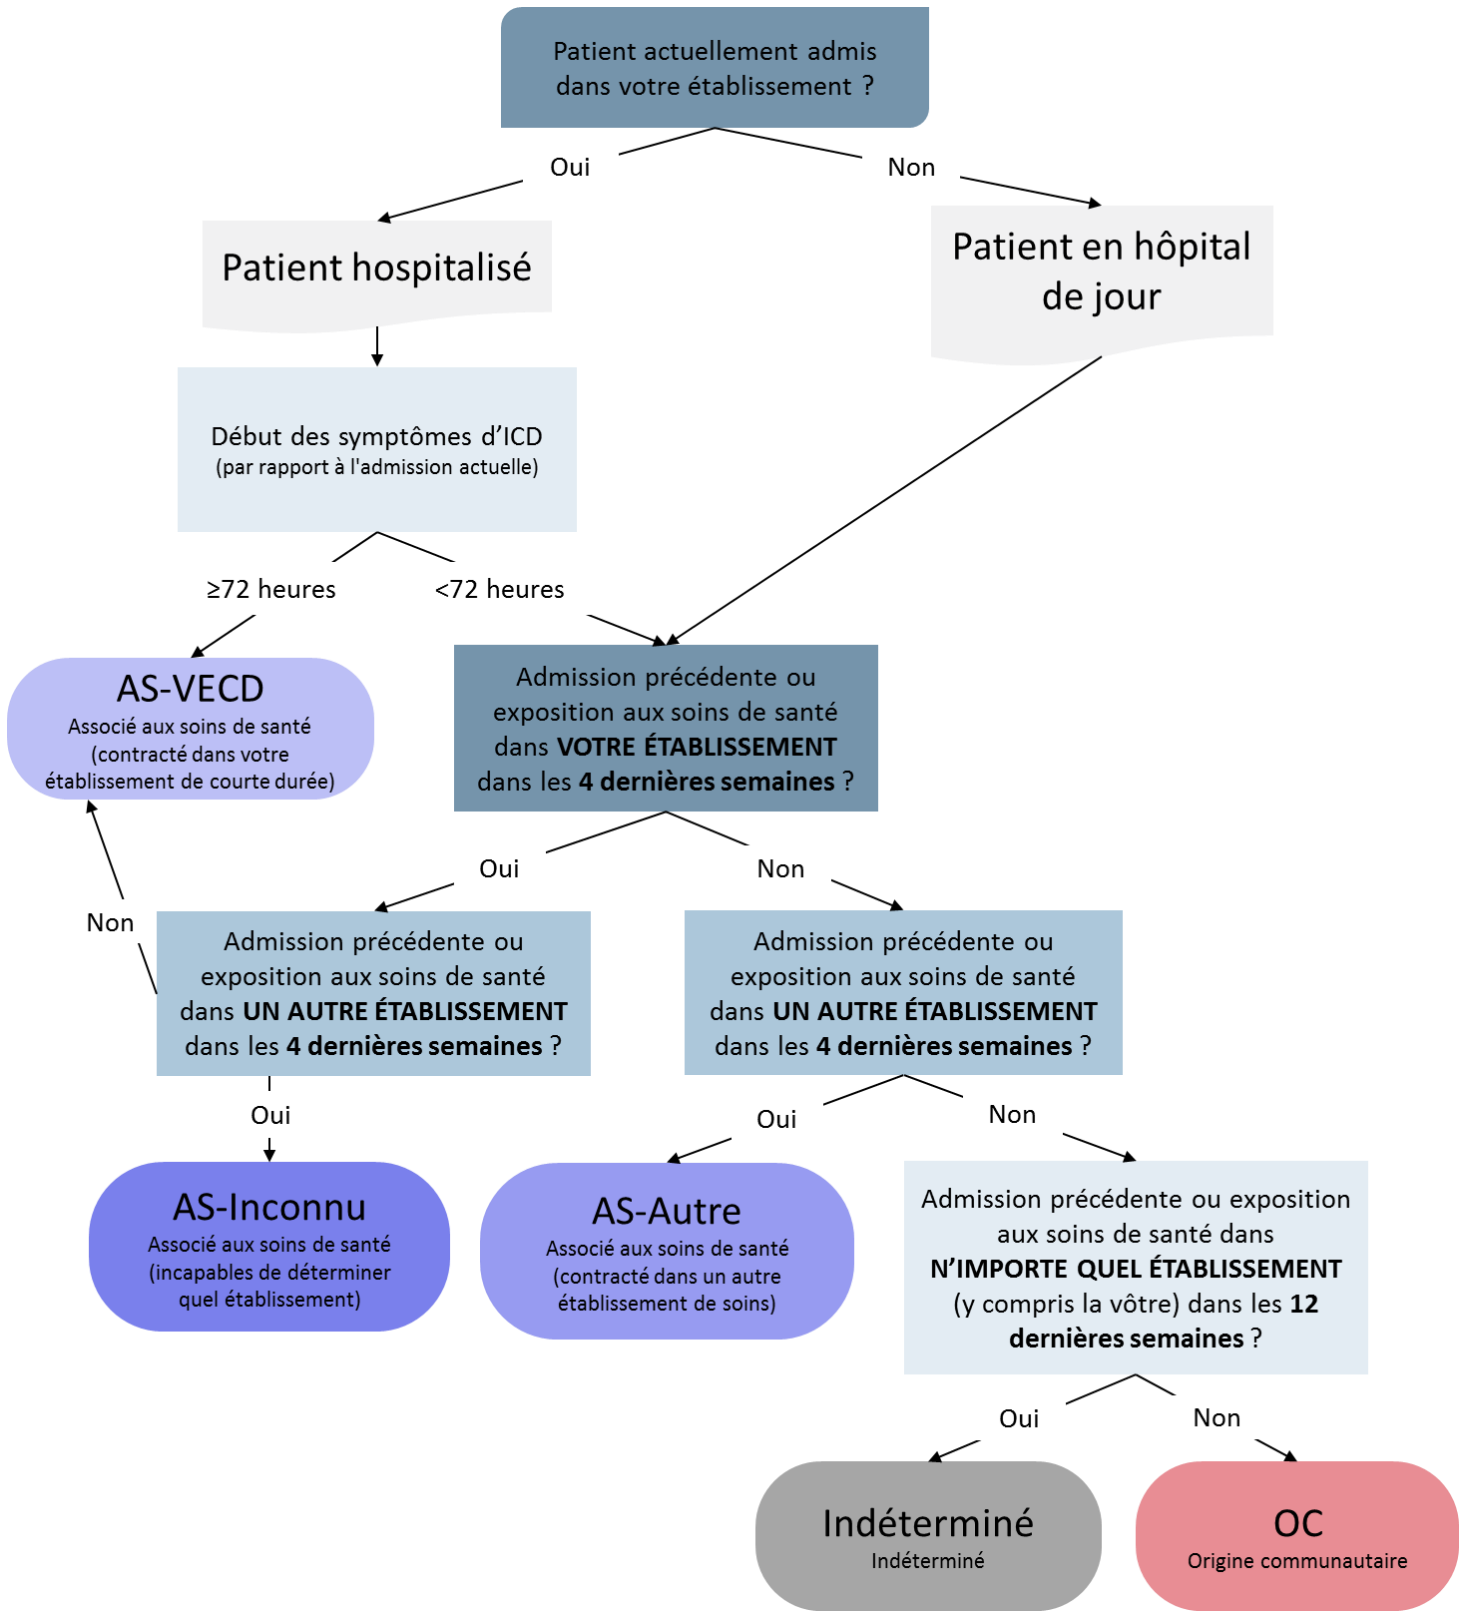 Patient actuellement admis
dans votre établissement ?
Oui
Non
Patient hospitalisé
Patient en hôpital
de jour
Début des symptômes d’ICD
(par rapport à l'admission actuelle)
≥72 heures
<72 heures
AS-VECD
Associé aux soins de santé
(contracté dans votre
établissement de courte durée)
Admission précédente ou
exposition aux soins de santé
dans VOTRE ÉTABLISSEMENT
dans les 4 dernières semaines ?
Oui
Non
Non
Admission précédente ou
exposition aux soins de santé
dans UN AUTRE ÉTABLISSEMENT
dans les 4 dernières semaines ?
Admission précédente ou
exposition aux soins de santé
dans UN AUTRE ÉTABLISSEMENT
dans les 4 dernières semaines ?
Oui
Oui
Non
AS-Inconnu
Associé aux soins de santé
(incapables de déterminer
quel établissement)
AS-Autre
Associé aux soins de santé
(contracté dans un autre
établissement de soins)
Admission précédente ou exposition
aux soins de santé dans
N’IMPORTE QUEL ÉTABLISSEMENT
(y compris la vôtre) dans les 12
dernières semaines ?
Oui
Non
Indéterminé
Indéterminé
OC
Origine communautaire